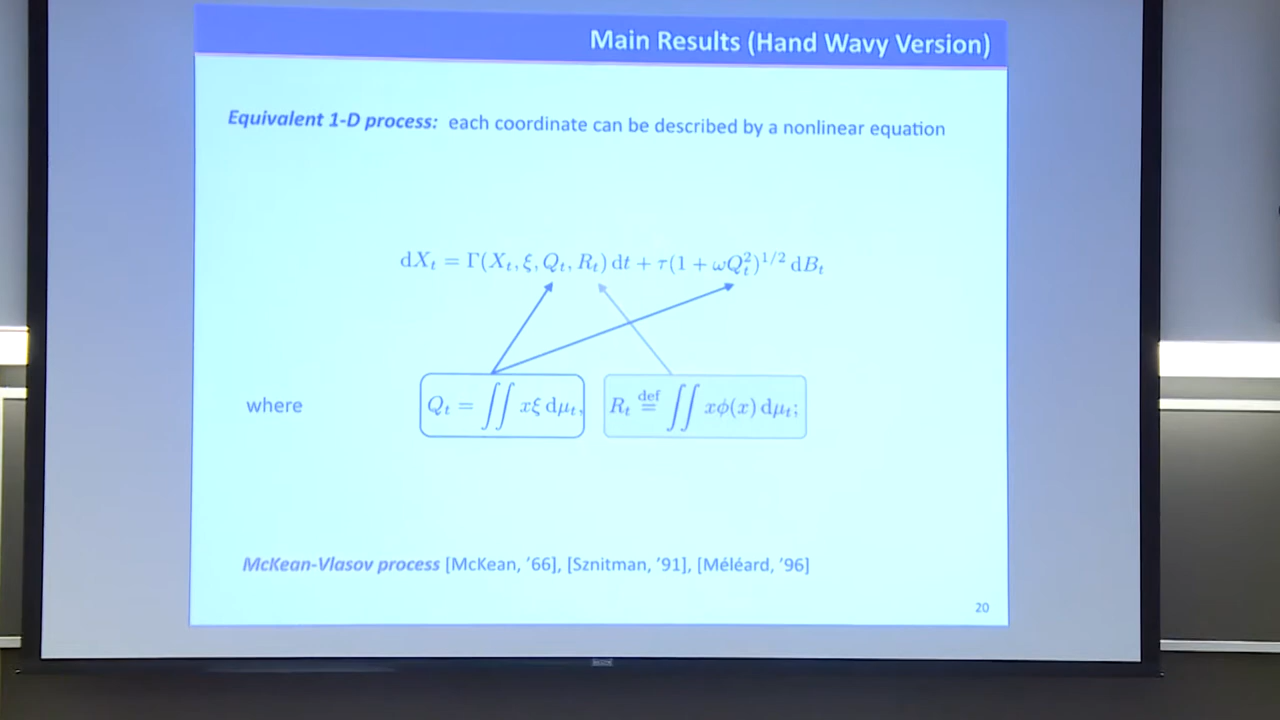 Main Results (Hand Wavy Version)
Equivalent 1-D process: each coordinate can be described by a nonlinear equation
dX_t = Γ(X_t, ξ, Q_t, R_t) dt + τ(1 + ωQ_t^2)^{1/2} dB_t
where Q_t = ∬ xξ dμ_t, R_t \stackrel{def}{=} ∬ xϕ(x) dμ_t;
McKean-Vlasov process [McKean, '66], [Sznitman, '91], [Méléard, '96]
20